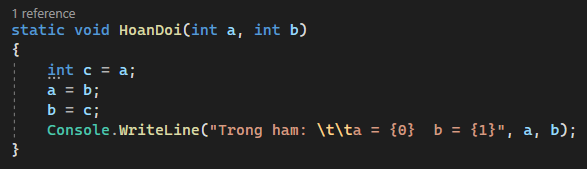 1 reference
static void HoanDoi(int a, int b)
{
int c = a;
a = b;
b = c;
Console.WriteLine("Trong ham: \t\ta = {0}  b = {1}", a, b);
}